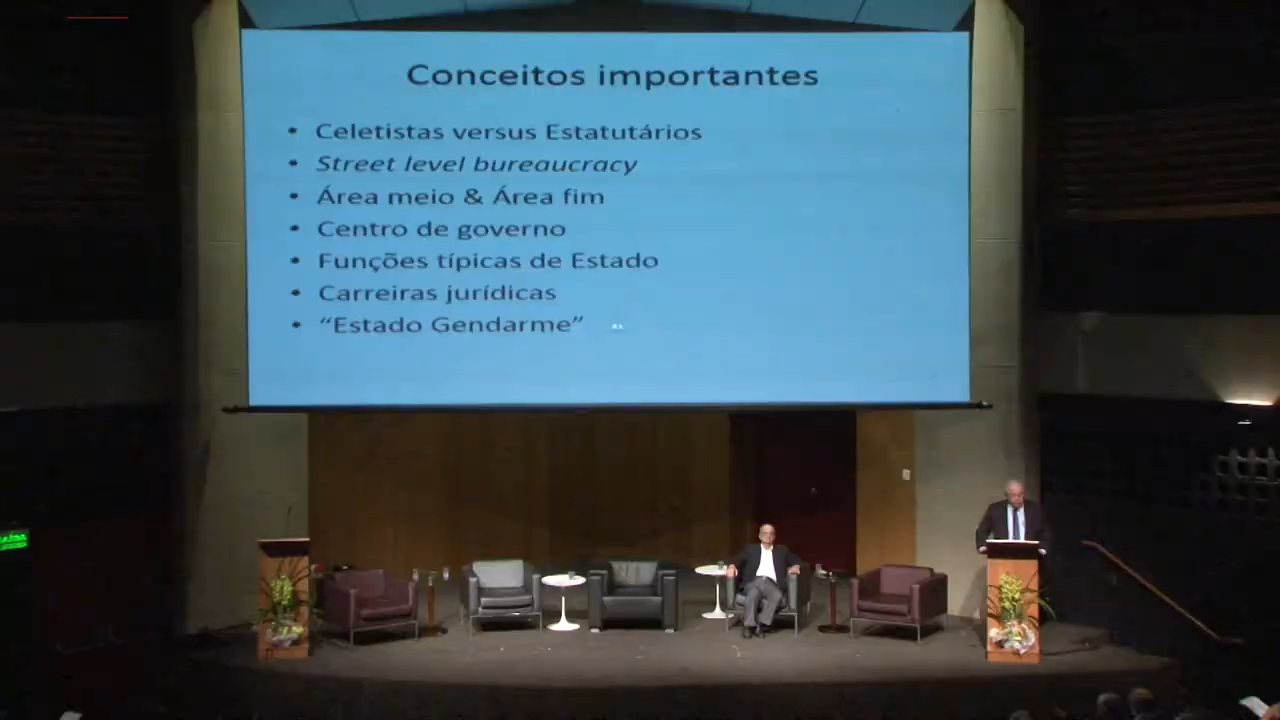 Conceitos importantes
• Celetistas versus Estatutários
• Street level bureaucracy
• Área meio & Área fim
• Centro de governo
• Funções típicas de Estado
• Carreiras jurídicas
• “Estado Gendarme”